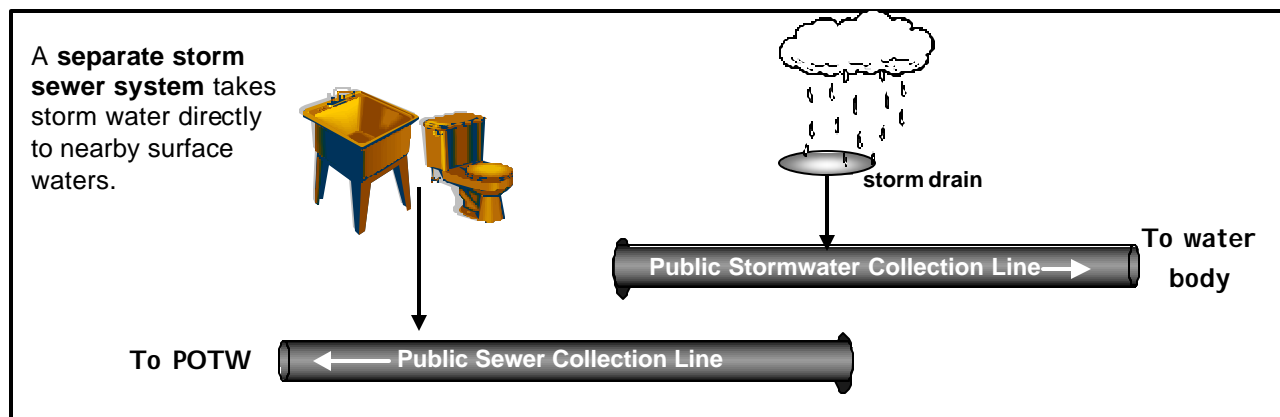 A separate storm
sewer system takes
storm water directly
to nearby surface
waters.
storm drain
Public Stormwater Collection Line
To water
body
To POTW
Public Sewer Collection Line